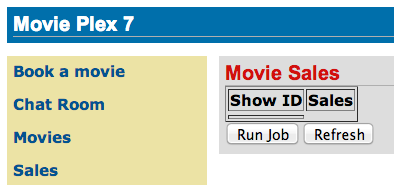 Movie Plex 7
Book a movie
Chat Room
Movies
Sales
Movie Sales
Show ID Sales
Run Job Refresh